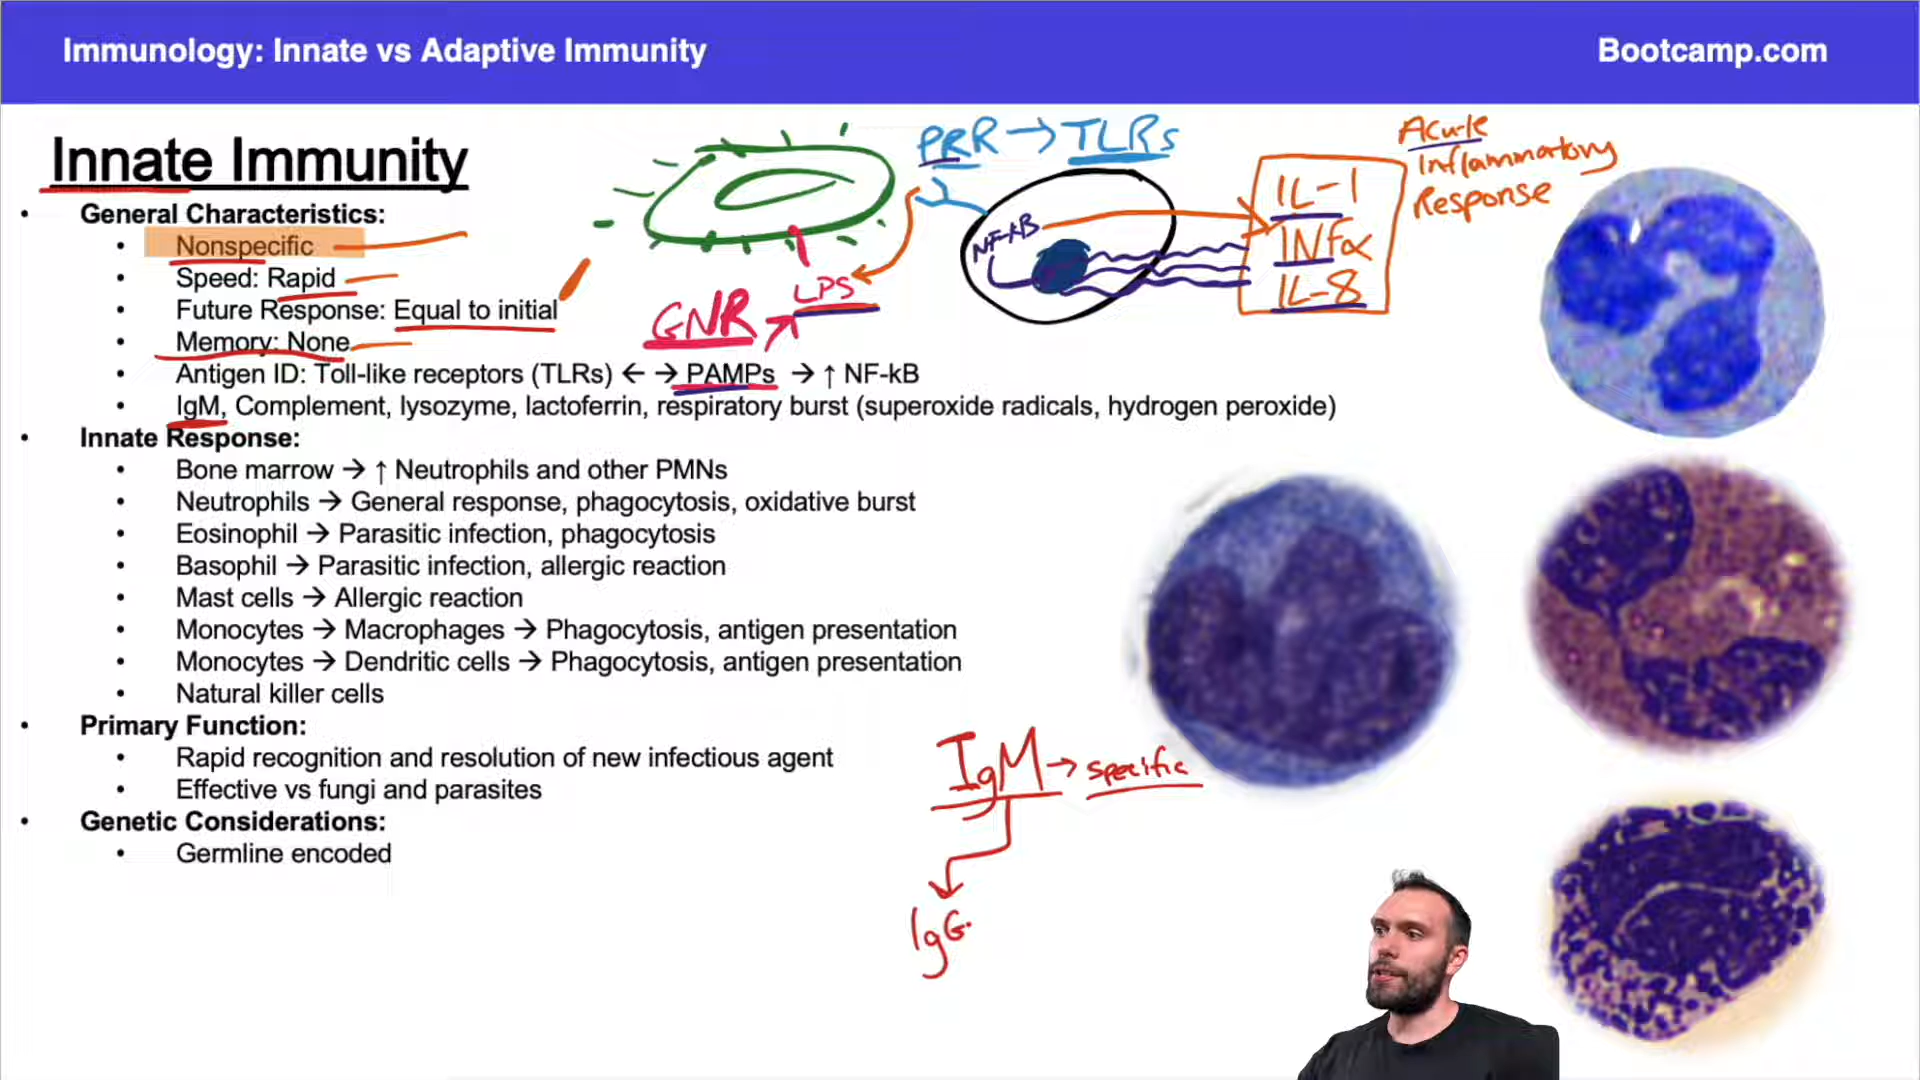 Immunology: Innate vs Adaptive Immunity
Bootcamp.com
Innate Immunity
• General Characteristics:
• Nonspecific
• Speed: Rapid
• Future Response: Equal to initial
• Memory: None
• Antigen ID: Toll-like receptors (TLRs) ← → PAMPs → ↑ NF-kB
• IgM, Complement, lysozyme, lactoferrin, respiratory burst (superoxide radicals, hydrogen peroxide)
• Innate Response:
• Bone marrow → ↑ Neutrophils and other PMNs
• Neutrophils → General response, phagocytosis, oxidative burst
• Eosinophil → Parasitic infection, phagocytosis
• Basophil → Parasitic infection, allergic reaction
• Mast cells → Allergic reaction
• Monocytes → Macrophages → Phagocytosis, antigen presentation
• Monocytes → Dendritic cells → Phagocytosis, antigen presentation
• Natural killer cells
• Primary Function:
• Rapid recognition and resolution of new infectious agent
• Effective vs fungi and parasites
• Genetic Considerations:
• Germline encoded
PRR → TLRs
LPS
GNR
NF-kB
IL-1
TNFα
IL-8
Acute
Inflammatory
Response
IgM → specific
IgG